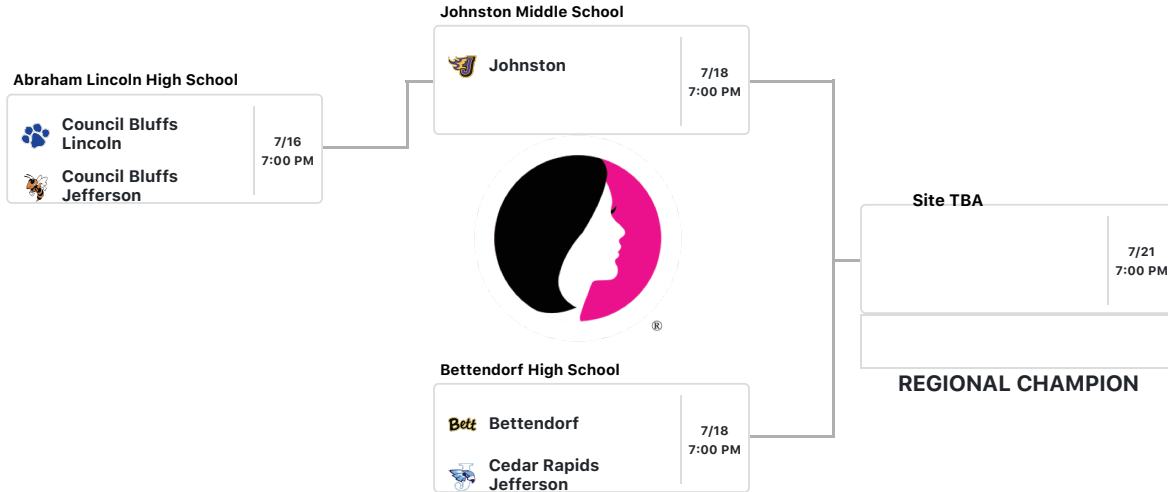 Johnston Middle School
Johnston
7/18
7:00 PM
Abraham Lincoln High School
Council Bluffs
Lincoln
Council Bluffs
Jefferson
7/16
7:00 PM
Site TBA
7/21
7:00 PM
REGIONAL CHAMPION
®
Bettendorf High School
Bett
Bettendorf
Cedar Rapids
Jefferson
7/18
7:00 PM